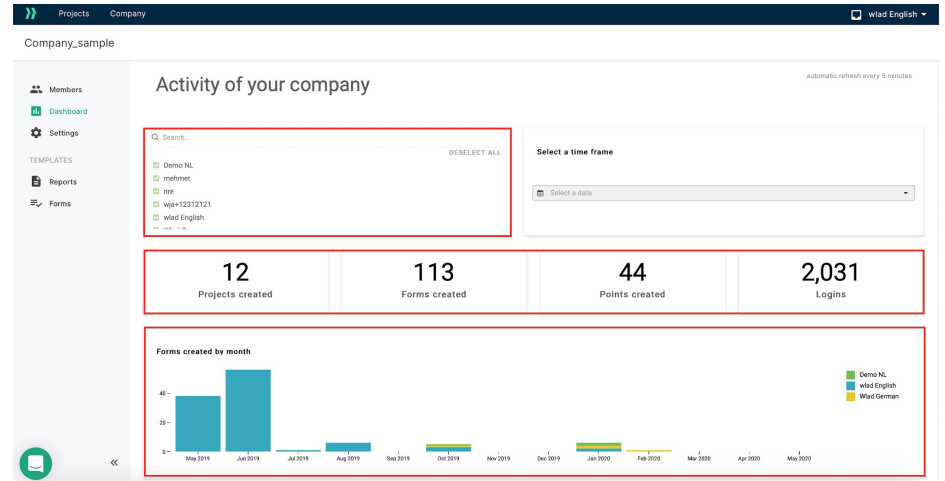 Projects Company wlad English
Company_sample
Activity of your company
automatic refresh every 5 minutes
Members
Dashboard
Settings
TEMPLATES
Reports
Forms
Search...
DESELECT ALL
Demo NL
mehmet
nre
wja+12312121
wlad English
Select a time frame
Select a date
12 113 44 2,031
Projects created Forms created Points created Logins
Forms created by month
Demo NL
wlad English
Wlad German
40
20
0
May 2019 Jun 2019 Jul 2019 Aug 2019 Sep 2019 Oct 2019 Nov 2019 Dec 2019 Jan 2020 Feb 2020 Mar 2020 Apr 2020 May 2020